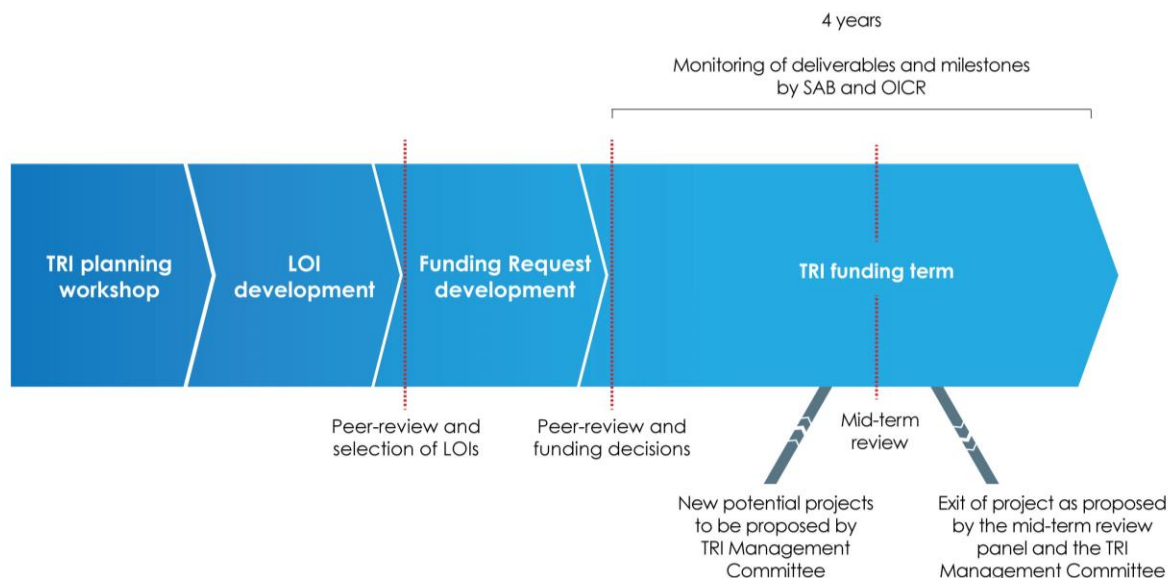 4 years
Monitoring of deliverables and milestones
by SAB and OICR
TRI planning
workshop
LOI
development
Funding Request
development
TRI funding term
Peer-review and
selection of LOIs
Peer-review and
funding decisions
Mid-term
review
New potential projects
to be proposed by
TRI Management
Committee
Exit of project as proposed
by the mid-term review
panel and the TRI
Management Committee